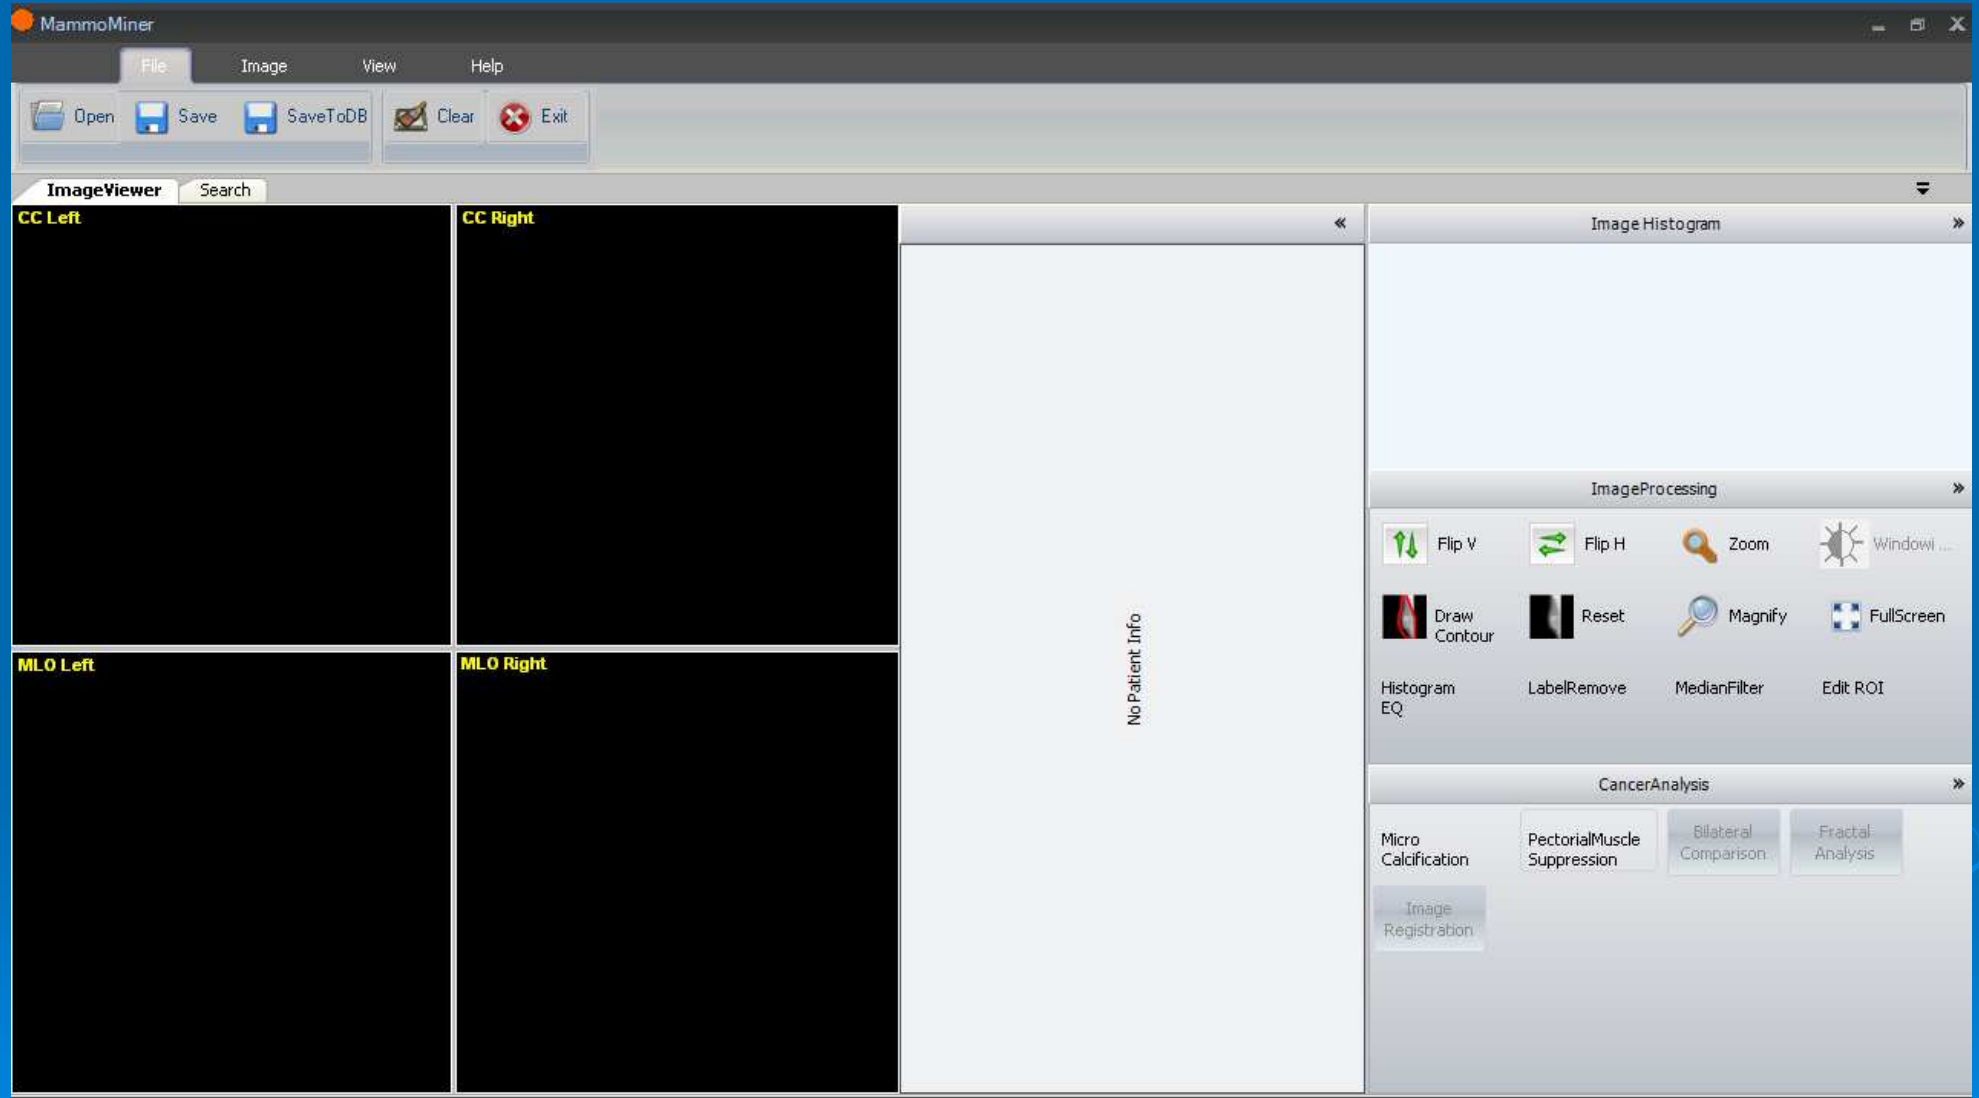 MammoMiner
File Image View Help
Open Save SaveToDB Clear Exit
ImageViewer Search
CC Left
CC Right
MLO Left
MLO Right
No Patient Info
Image Histogram
ImageProcessing
Flip V Flip H Zoom Windowi ...
Draw
Contour
Reset Magnify FullScreen
Histogram
EQ
LabelRemove MedianFilter Edit ROI
CancerAnalysis
Micro
Calcification
PectorialMuscle
Suppression
Bilateral
Comparison
Fractal
Analysis
Image
Registration